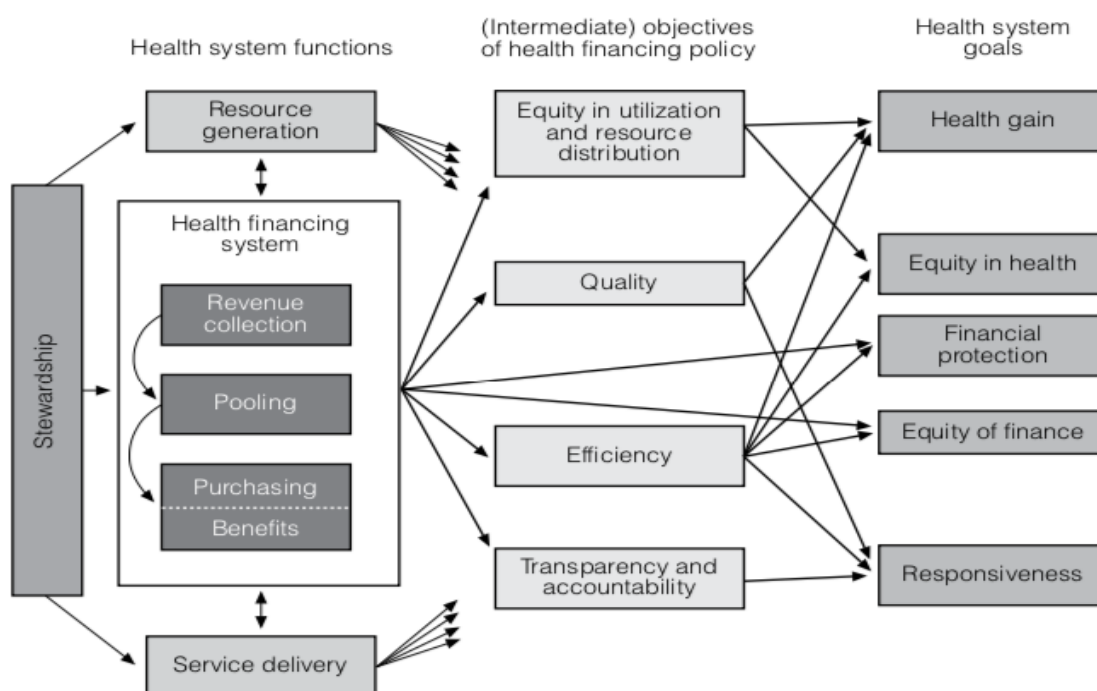 Health system functions
(Intermediate) objectives
of health financing policy
Health system
goals
Resource
generation
Equity in utilization
and resource
distribution
Health gain
Stewardship
Health financing
system
Revenue
collection
Pooling
Purchasing
Benefits
Quality
Efficiency
Transparency and
accountability
Equity in health
Financial
protection
Equity of finance
Responsiveness
Service delivery